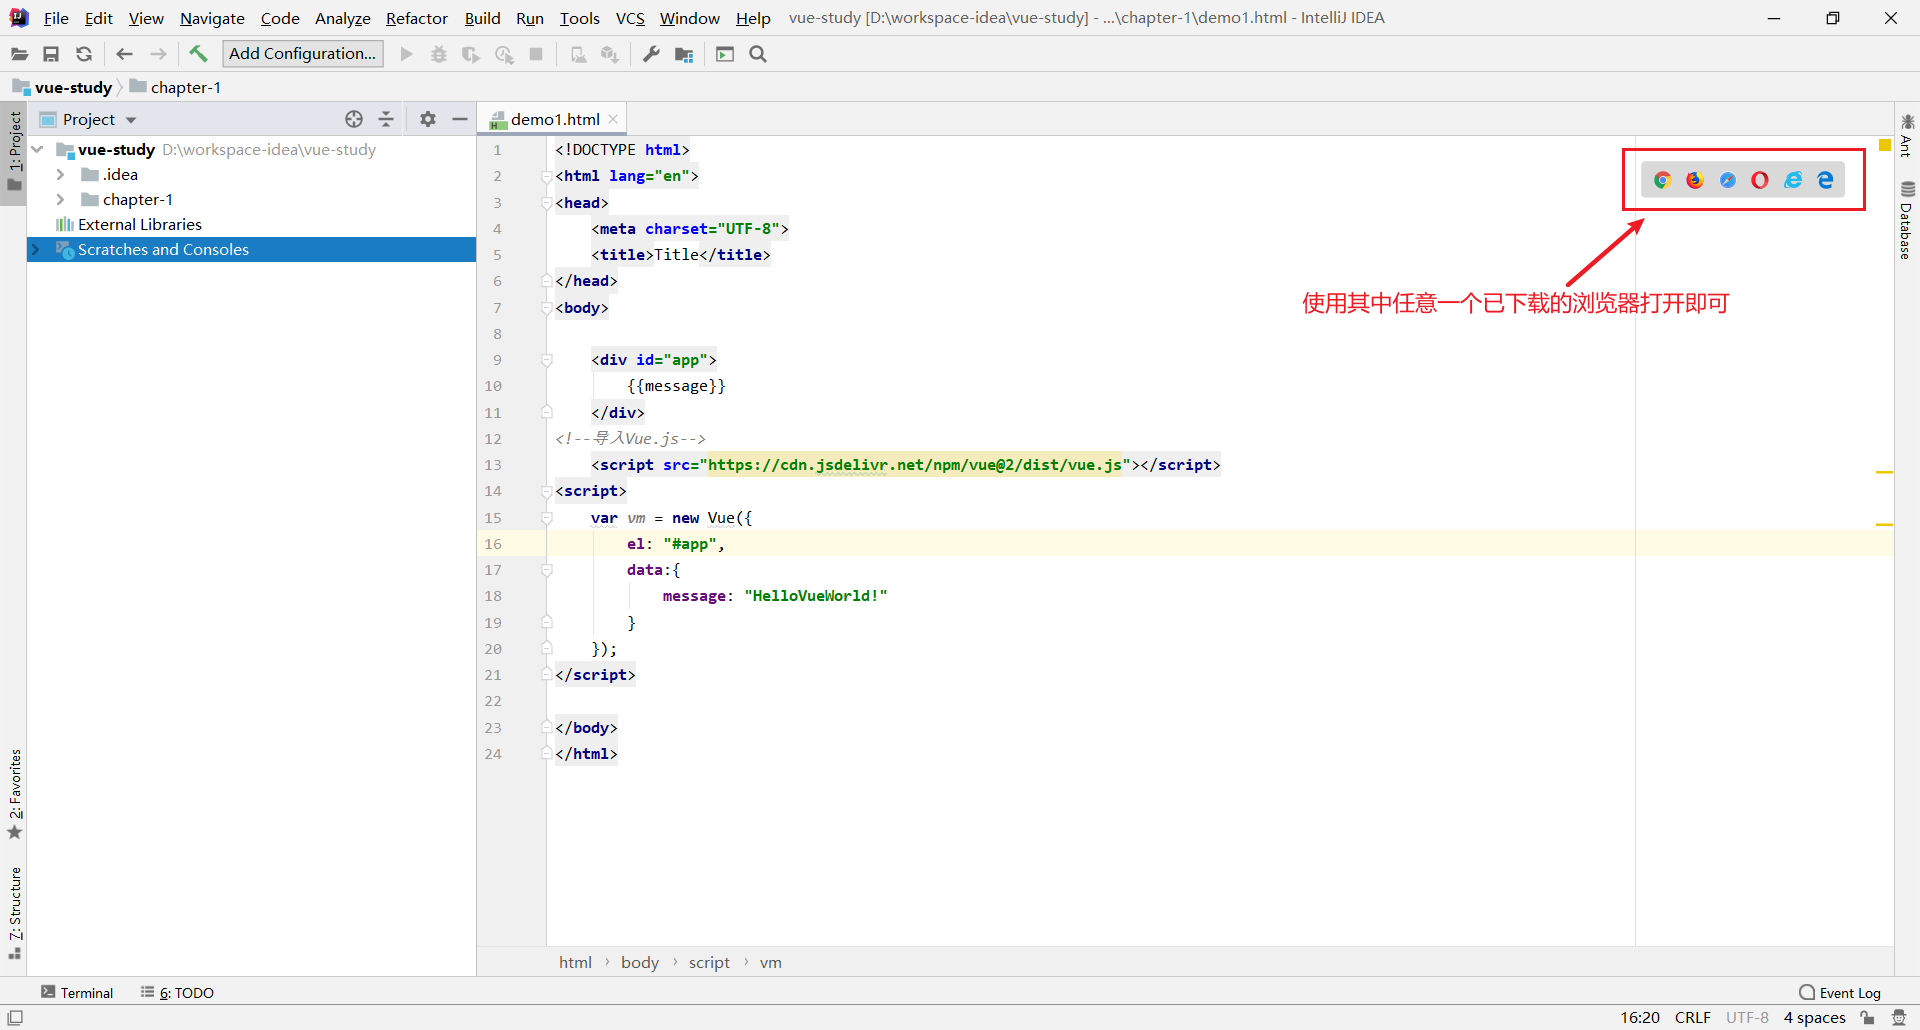 File Edit View Navigate Code Analyze Refactor Build Run Tools VCS Window Help vue-study [D:\workspace-idea\vue-study] - ...\chapter-1\demo1.html - IntelliJ IDEA
Add Configuration...
vue-study chapter-1
1: Project
Project
demo1.html
vue-study D:\workspace-idea\vue-study
.idea
chapter-1
External Libraries
Scratches and Consoles
1 <!DOCTYPE html>
2 <html lang="en">
3 <head>
4     <meta charset="UTF-8">
5     <title>Title</title>
6 </head>
7 <body>
8
9     <div id="app">
10         {{message}}
11     </div>
12 <!--导入Vue.js-->
13     <script src="https://cdn.jsdelivr.net/npm/vue@2/dist/vue.js"></script>
14 <script>
15     var vm = new Vue({
16         el: "#app",
17         data:{
18             message: "HelloVueWorld!"
19         }
20     });
21 </script>
22
23 </body>
24 </html>
使用其中任意一个已下载的浏览器打开即可
Ant
Database
2: Favorites
7: Structure
html › body › script › vm
Terminal 6: TODO Event Log
16:20 CRLF UTF-8 4 spaces